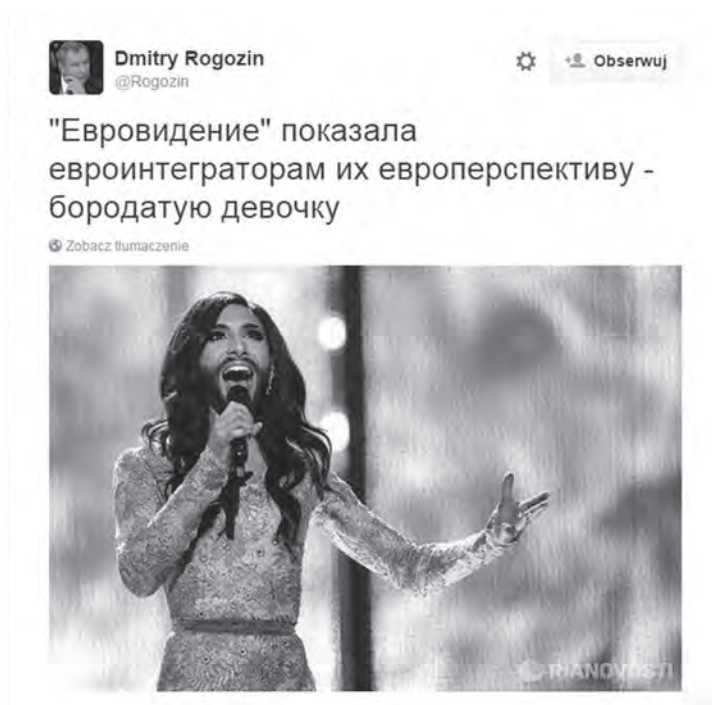 Dmitry Rogozin
@Rogozin
Obserwuj
"Евровидение" показала
евроинтеграторам их европерспективу -
бородатую девочку
Zobacz tłumaczenie
RIANOVOSTI